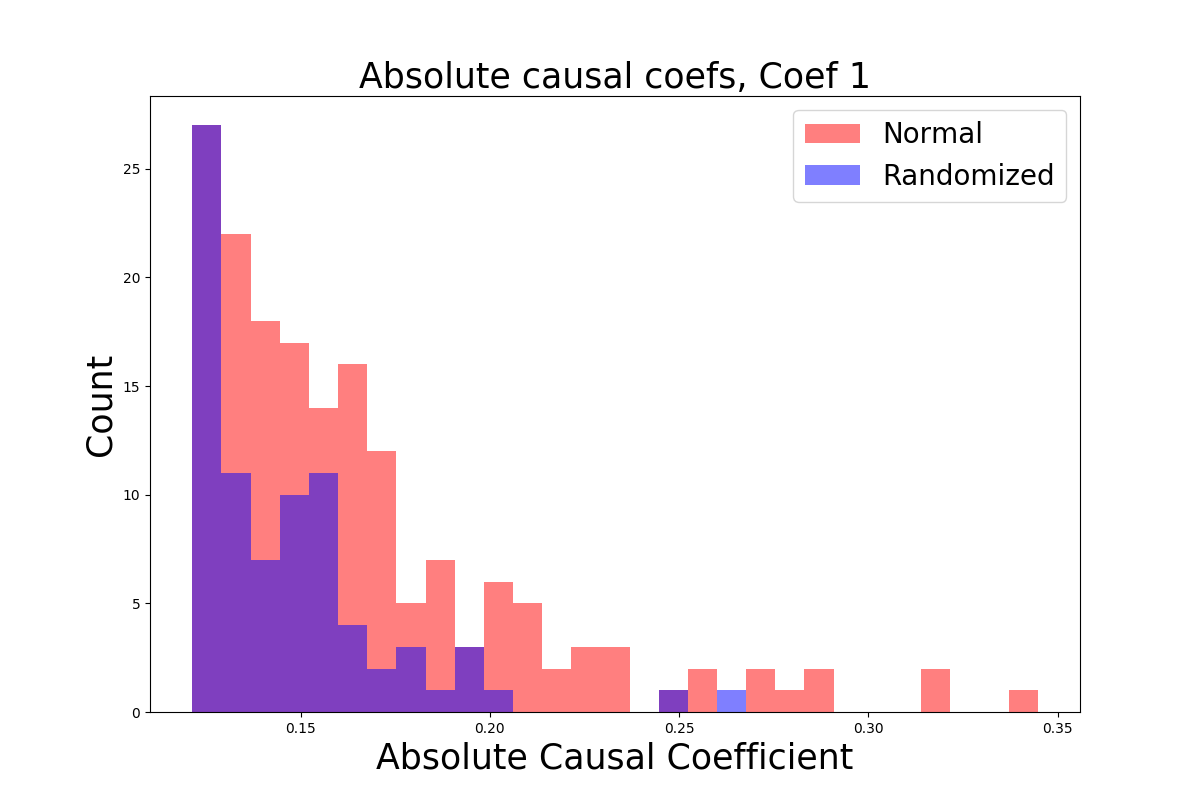 Absolute causal coefs, Coef 1
Normal
Randomized
Count
25
20
15
10
5
0
0.15 0.20 0.25 0.30 0.35
Absolute Causal Coefficient